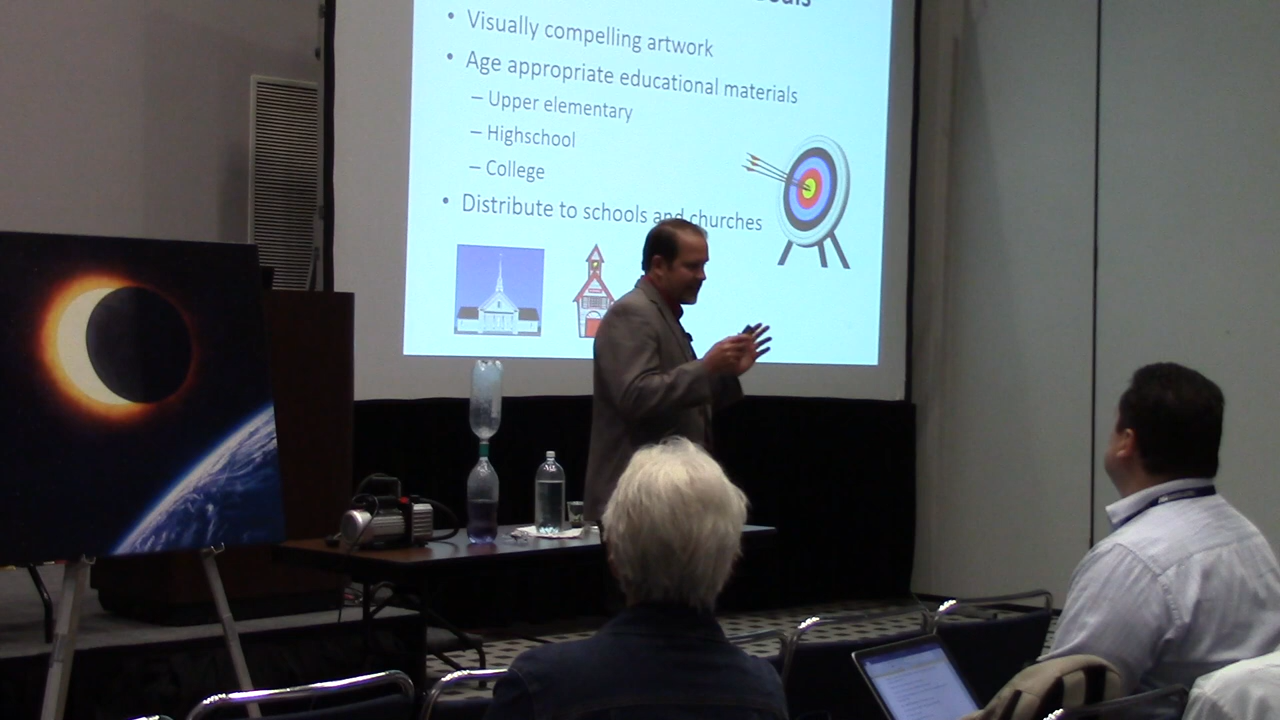 • Visually compelling artwork
• Age appropriate educational materials
– Upper elementary
– Highschool
– College
• Distribute to schools and churches